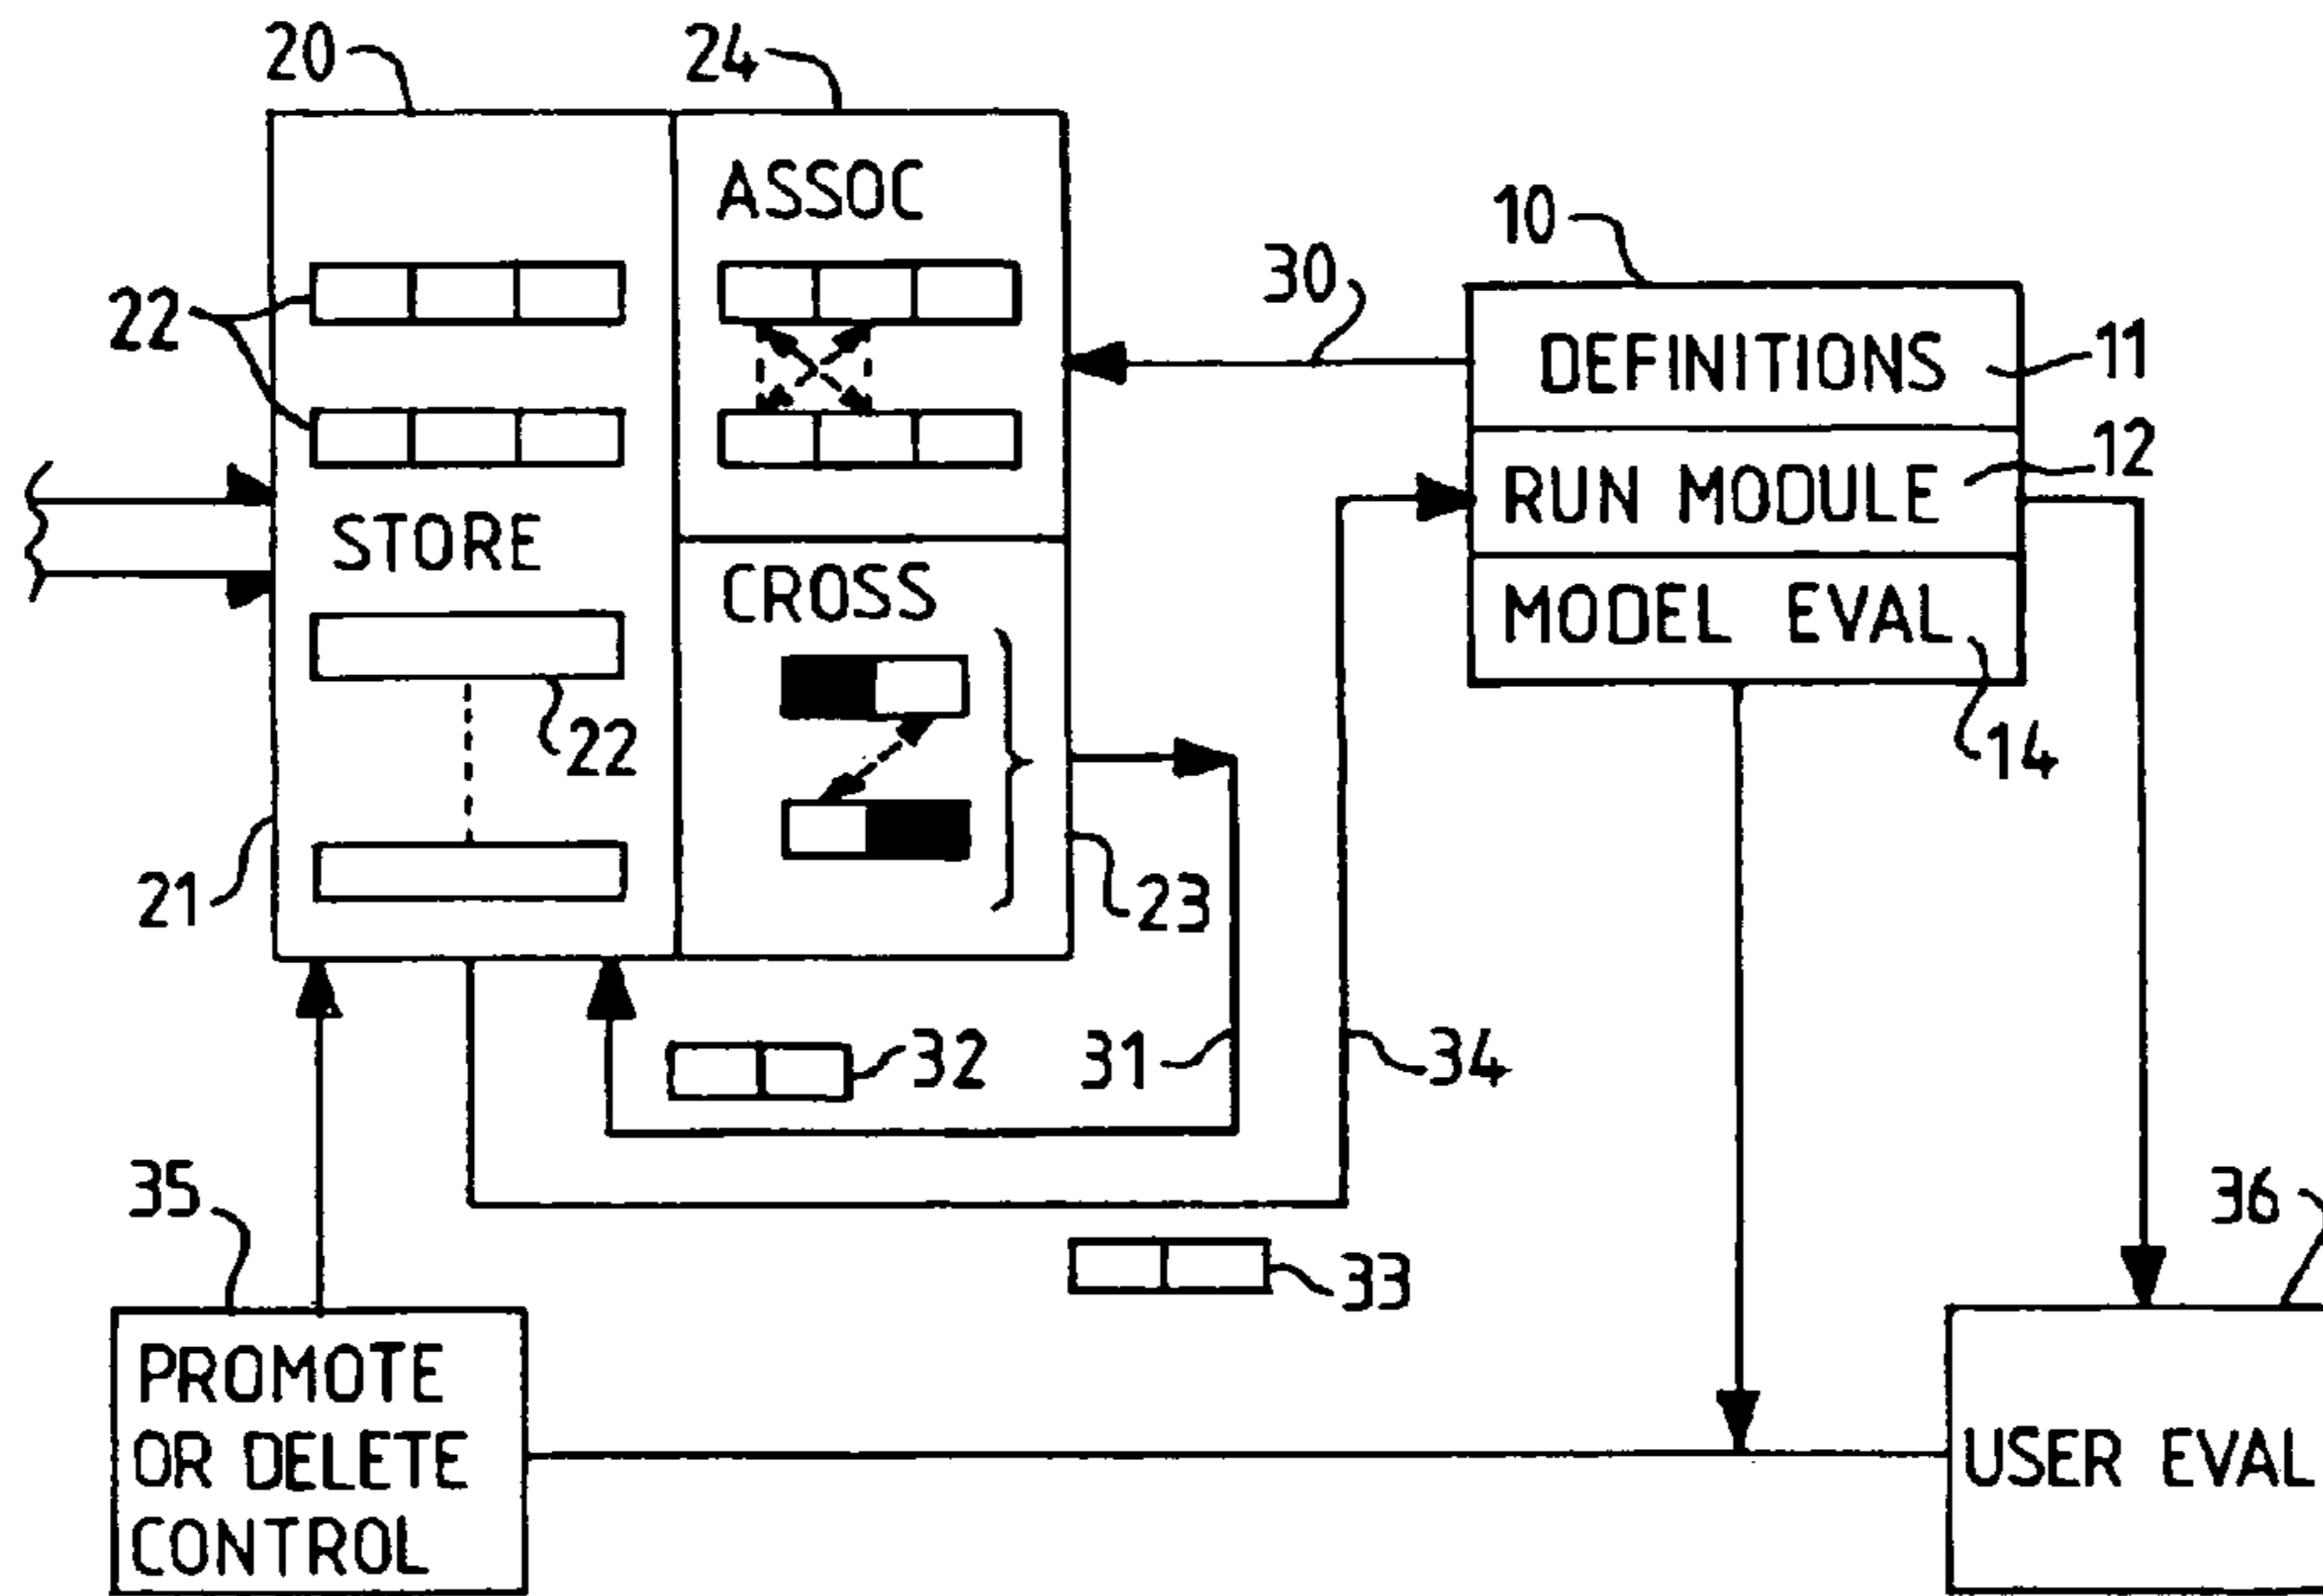 20
24
ASSOC
10
30
22
DEFINITIONS
11
12
RUN MODULE
STORE
CROSS
MODEL EVAL
22
14
21
23
32
31
34
35
36
33
PROMOTE
OR DELETE
CONTROL
USER EVAL